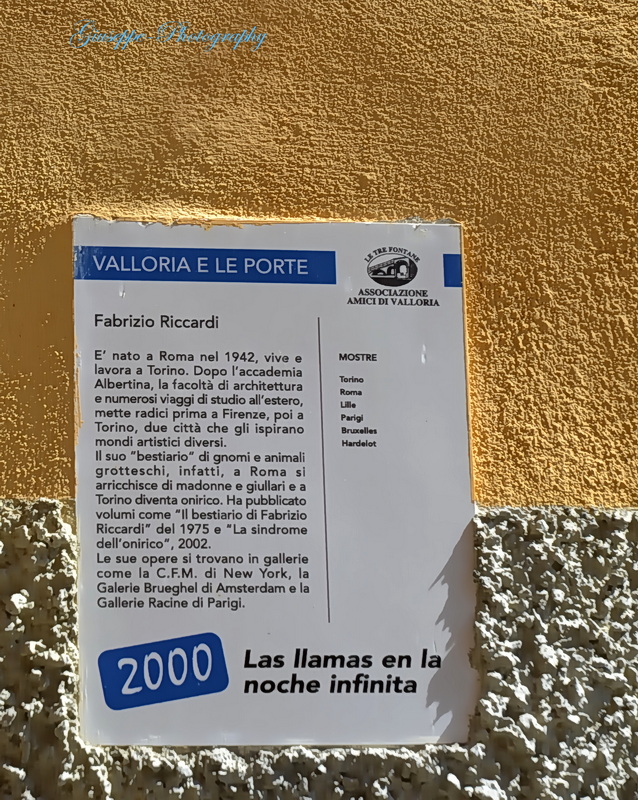 Giuseppe Photography
VALLORIA E LE PORTE
LE TRE FONTANE
ASSOCIAZIONE
AMICI DI VALLORIA
Fabrizio Riccardi
E' nato a Roma nel 1942, vive e
lavora a Torino. Dopo l'accademia
Albertina, la facoltà di architettura
e numerosi viaggi di studio all'estero,
mette radici prima a Firenze, poi a
Torino, due città che gli ispirano
mondi artistici diversi.
Il suo "bestiario" di gnomi e animali
grotteschi, infatti, a Roma si
arricchisce di madonne e giullari e a
Torino diventa onirico. Ha pubblicato
volumi come "Il bestiario di Fabrizio
Riccardi" del 1975 e "La sindrome
dell'onirico", 2002.
Le sue opere si trovano in gallerie
come la C.F.M. di New York, la
Galerie Brueghel di Amsterdam e la
Gallerie Racine di Parigi.
MOSTRE
Torino
Roma
Lille
Parigi
Bruxelles
Hardelot
2000
Las llamas en la
noche infinita